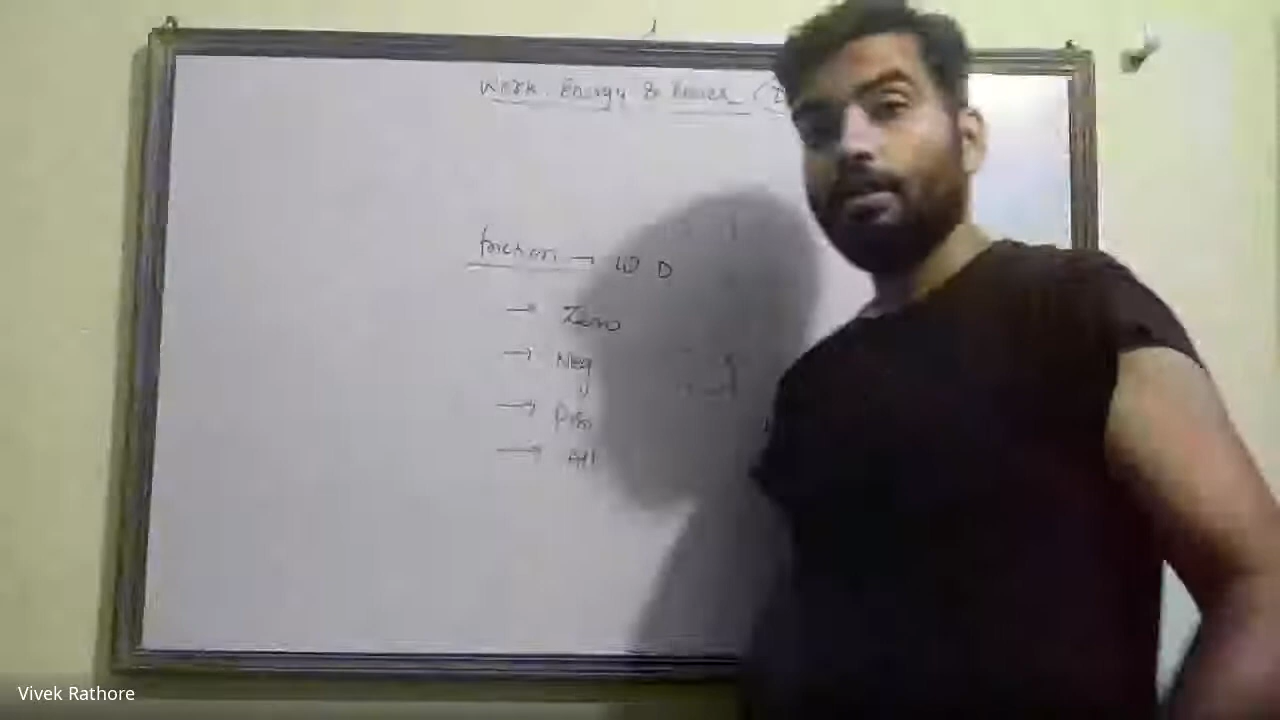 Work, Energy & Power (D
friction → W D
→ Zero
→ Neg
→ Pos
→ All
Vivek Rathore